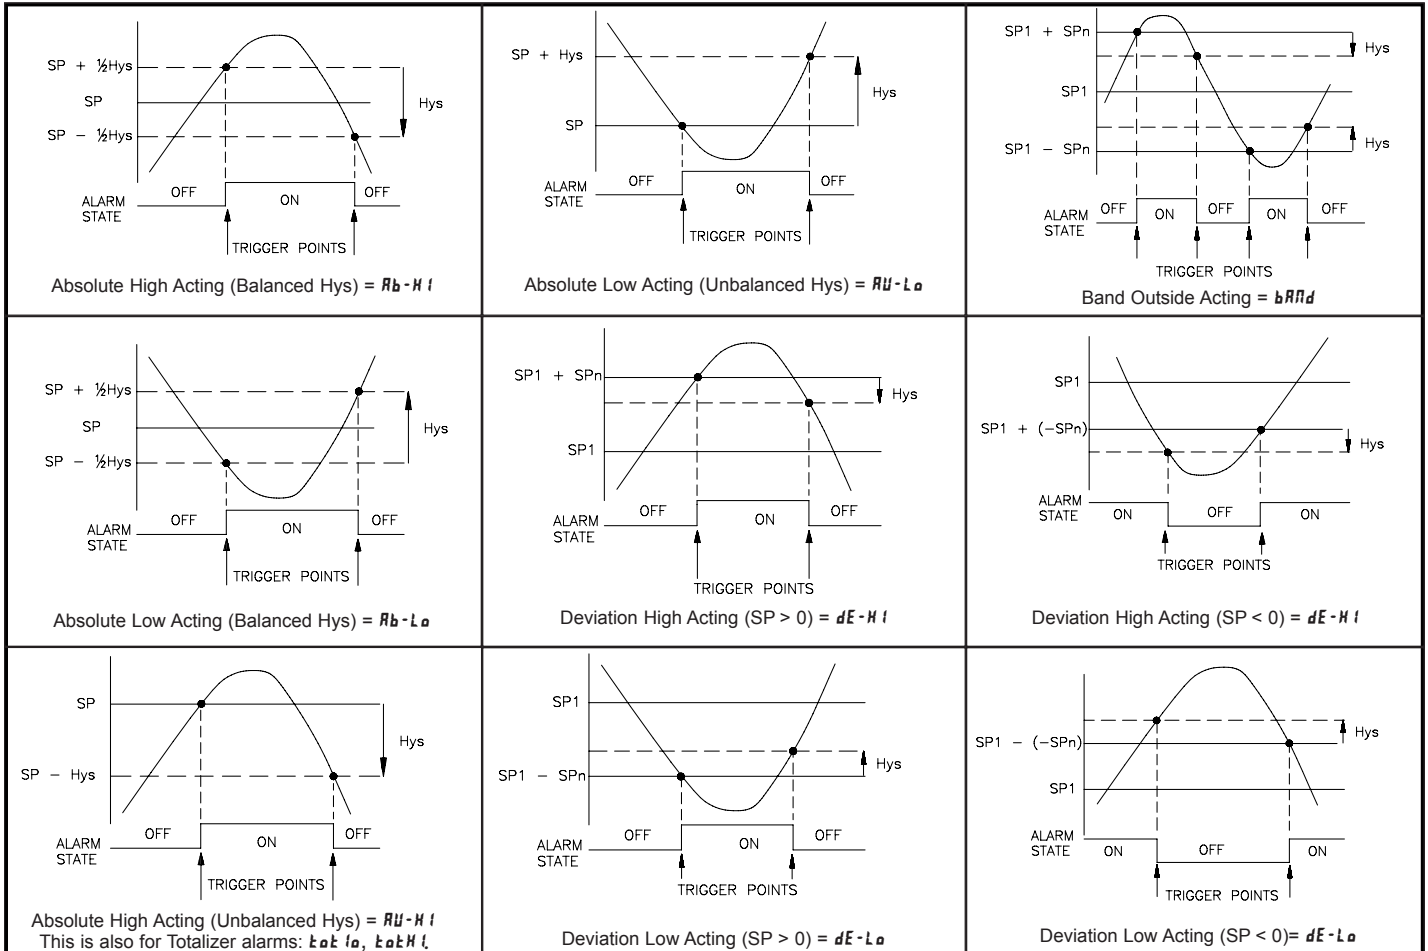 SP + ½Hys
SP
SP − ½Hys
Hys
ALARM STATE
OFF
ON
OFF
TRIGGER POINTS
Absolute High Acting (Balanced Hys) = Ab-HI
SP + Hys
SP
Hys
ALARM STATE
OFF
ON
OFF
TRIGGER POINTS
Absolute Low Acting (Unbalanced Hys) = AU-Lo
SP1 + SPn
SP1
SP1 − SPn
Hys
Hys
ALARM STATE
OFF
ON
OFF
ON
OFF
TRIGGER POINTS
Band Outside Acting = bANd
SP + ½Hys
SP
SP − ½Hys
Hys
ALARM STATE
OFF
ON
OFF
TRIGGER POINTS
Absolute Low Acting (Balanced Hys) = Ab-Lo
SP1 + SPn
SP1
Hys
ALARM STATE
OFF
ON
OFF
TRIGGER POINTS
Deviation High Acting (SP > 0) = dE-HI
SP1
SP1 + (−SPn)
Hys
ALARM STATE
ON
OFF
ON
TRIGGER POINTS
Deviation High Acting (SP < 0) = dE-HI
SP
SP − Hys
Hys
ALARM STATE
OFF
ON
OFF
TRIGGER POINTS
Absolute High Acting (Unbalanced Hys) = AU-HI
This is also for Totalizer alarms: totlo, totHI.
SP1
SP1 − SPn
Hys
ALARM STATE
OFF
ON
OFF
TRIGGER POINTS
Deviation Low Acting (SP > 0) = dE-Lo
SP1 − (−SPn)
SP1
Hys
ALARM STATE
ON
OFF
ON
TRIGGER POINTS
Deviation Low Acting (SP < 0)= dE-Lo